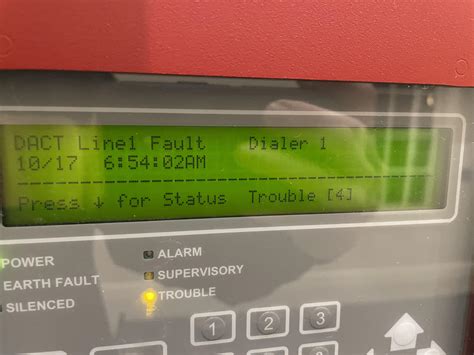 DACT Line1 Fault Dialer 1
10/17 6:54:02AM
Press ↓ for Status Trouble [4]
POWER
EARTH FAULT
SILENCED
ALARM
SUPERVISORY
TROUBLE
1 2 3